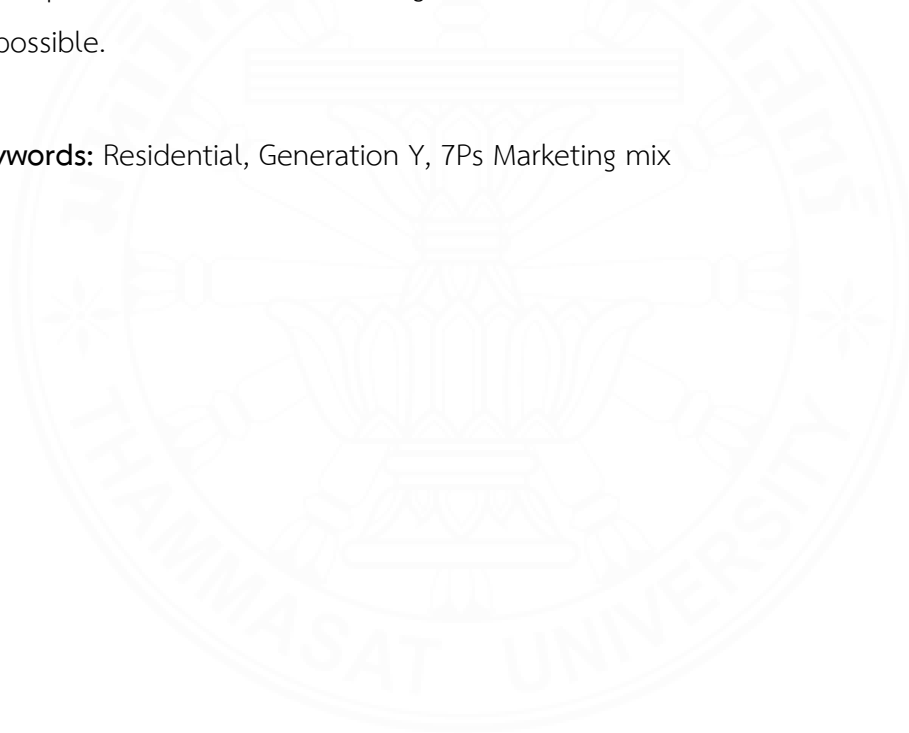 possible.
ywords: Residential, Generation Y, 7Ps Marketing mix
THAMMASAT UNIVERSITY